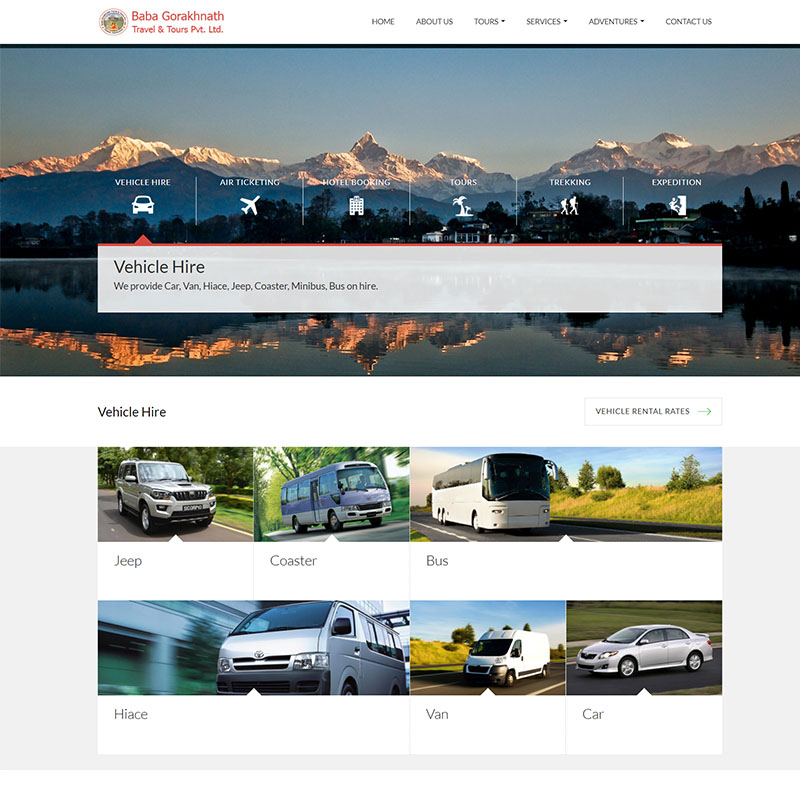 Baba Gorakhnath
Travel & Tours Pvt. Ltd.
HOME ABOUT US TOURS SERVICES ADVENTURES CONTACT US
VEHICLE HIRE AIR TICKETING HOTEL BOOKING TOURS TREKKING EXPEDITION
Vehicle Hire
We provide Car, Van, Hiace, Jeep, Coaster, Minibus, Bus on hire.
Vehicle Hire
VEHICLE RENTAL RATES
SCORPIO
Jeep Coaster Bus
Hiace Van Car